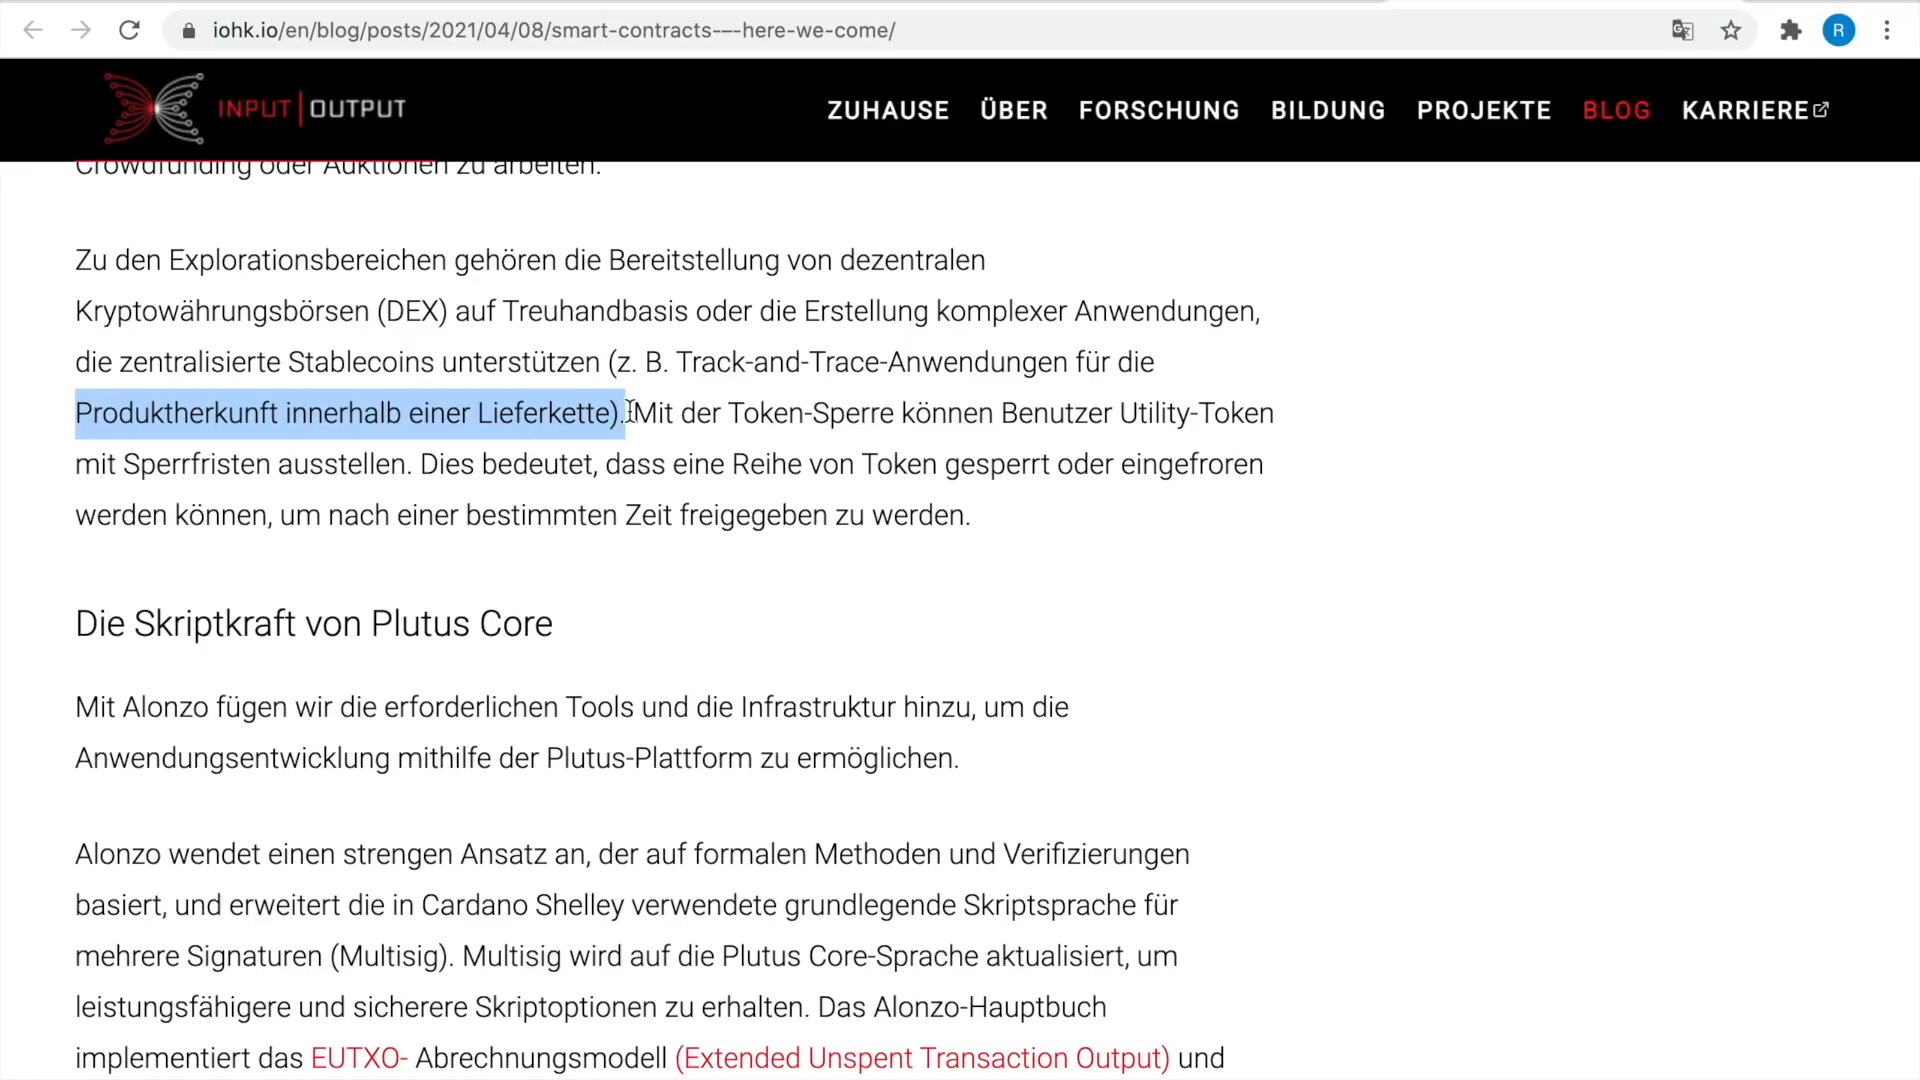 iohk.io/en/blog/posts/2021/04/08/smart-contracts-–-here-we-come/
R
INPUT|OUTPUT
ZUHAUSE ÜBER FORSCHUNG BILDUNG PROJEKTE BLOG KARRIERE
Crowdfunding oder Auktionen zu arbeiten.
Zu den Explorationsbereichen gehören die Bereitstellung von dezentralen
Kryptowährungsbörsen (DEX) auf Treuhandbasis oder die Erstellung komplexer Anwendungen,
die zentralisierte Stablecoins unterstützen (z. B. Track-and-Trace-Anwendungen für die
Produktherkunft innerhalb einer Lieferkette). Mit der Token-Sperre können Benutzer Utility-Token
mit Sperrfristen ausstellen. Dies bedeutet, dass eine Reihe von Token gesperrt oder eingefroren
werden können, um nach einer bestimmten Zeit freigegeben zu werden.
Die Skriptkraft von Plutus Core
Mit Alonzo fügen wir die erforderlichen Tools und die Infrastruktur hinzu, um die
Anwendungsentwicklung mithilfe der Plutus-Plattform zu ermöglichen.
Alonzo wendet einen strengen Ansatz an, der auf formalen Methoden und Verifizierungen
basiert, und erweitert die in Cardano Shelley verwendete grundlegende Skriptsprache für
mehrere Signaturen (Multisig). Multisig wird auf die Plutus Core-Sprache aktualisiert, um
leistungsfähigere und sicherere Skriptoptionen zu erhalten. Das Alonzo-Hauptbuch
implementiert das EUTXO- Abrechnungsmodell (Extended Unspent Transaction Output) und